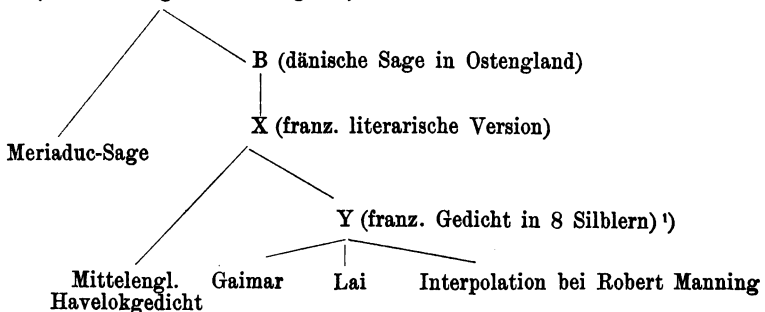 B (dänische Sage in Ostengland)
X (franz. literarische Version)
Meriaduc-Sage
Y (franz. Gedicht in 8 Silblern) ¹)
Mittelengl. Gaimar Lai Interpolation bei Robert Manning
Havelokgedicht